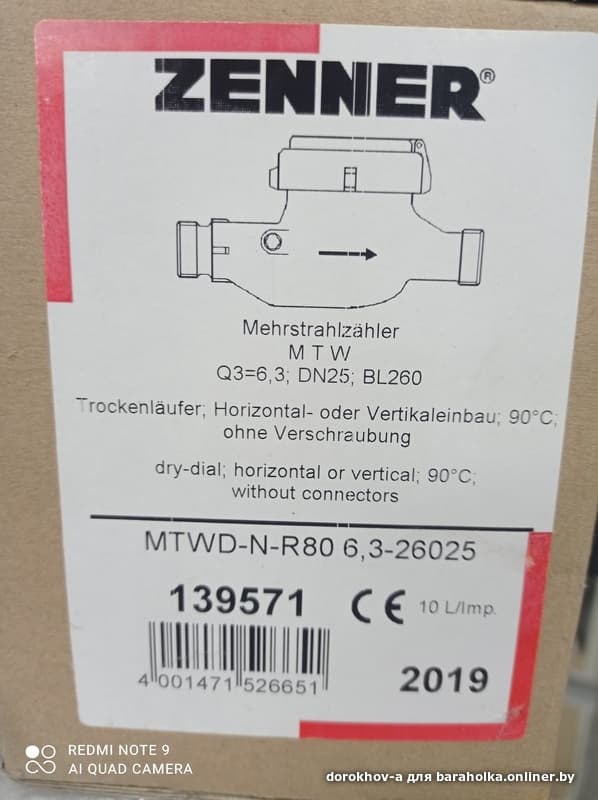 ZENNER®
Mehrstrahlzähler
M T W
Q3=6,3; DN25; BL260
Trockenläufer; Horizontal- oder Vertikaleinbau; 90°C;
ohne Verschraubung
dry-dial; horizontal or vertical; 90°C;
without connectors
MTWD-N-R80 6,3-26025
139571 CE 10 L/Imp.
4 001471 526651
2019
REDMI NOTE 9
AI QUAD CAMERA
dorokhov-a для baraholka.onliner.by